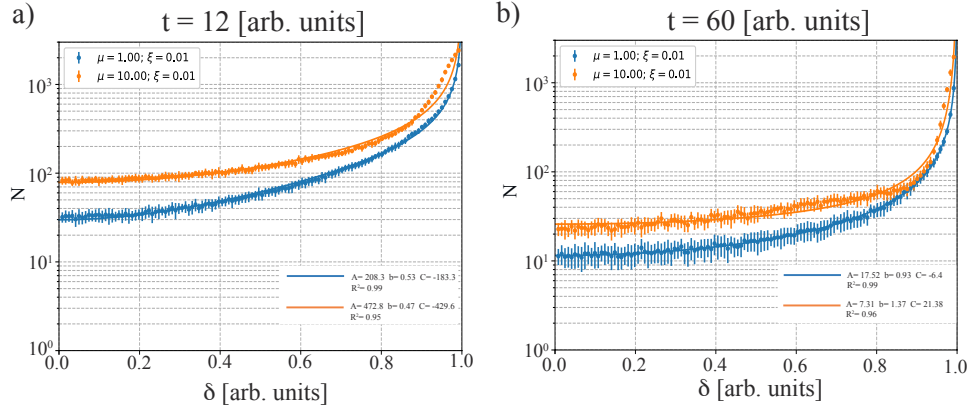 a)
t = 12 [arb. units]
μ = 1.00; ξ = 0.01
μ = 10.00; ξ = 0.01
N
10³
10²
10¹
10⁰
A= 208.3 b= 0.53 C= -183.3
R²= 0.99
A= 472.8 b= 0.47 C= -429.6
R²= 0.95
0.0 0.2 0.4 0.6 0.8 1.0
δ [arb. units]
b)
t = 60 [arb. units]
μ = 1.00; ξ = 0.01
μ = 10.00; ξ = 0.01
N
10³
10²
10¹
10⁰
A= 17.52 b= 0.93 C= -6.4
R²= 0.99
A= 7.31 b= 1.37 C= 21.38
R²= 0.96
0.0 0.2 0.4 0.6 0.8 1.0
δ [arb. units]